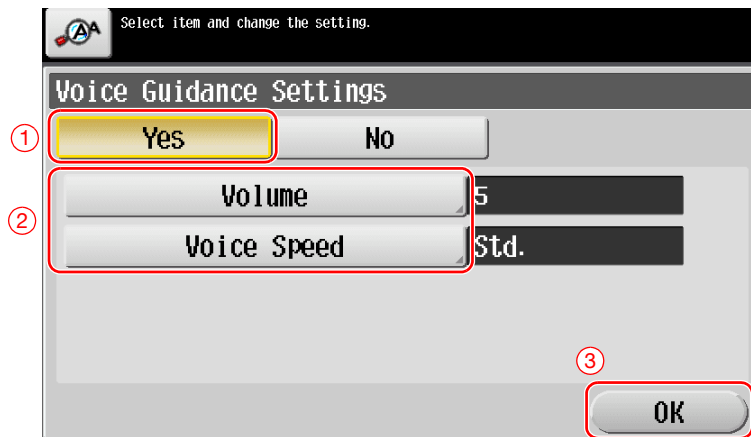 Select item and change the setting.
Voice Guidance Settings
① Yes No
② Volume 5
Voice Speed Std.
③
OK